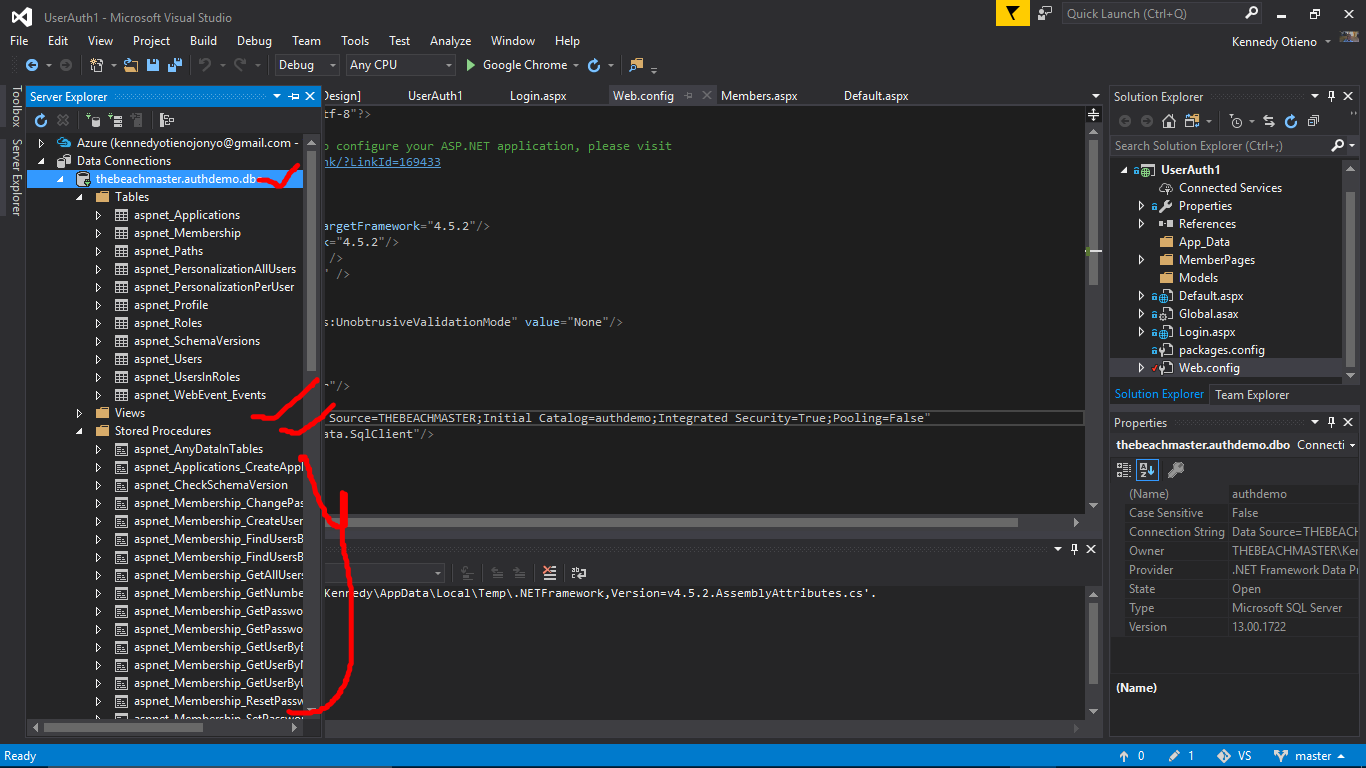 UserAuth1 - Microsoft Visual Studio
Quick Launch (Ctrl+Q)
File Edit View Project Build Debug Team Tools Test Analyze Window Help
Kennedy Otieno
Debug Any CPU Google Chrome
Toolbox
Server Explorer
Server Explorer
Azure (kennedyotienojonyo@gmail.com -
Data Connections
thebeachmaster.authdemo.db
Tables
aspnet_Applications
aspnet_Membership
aspnet_Paths
aspnet_PersonalizationAllUsers
aspnet_PersonalizationPerUser
aspnet_Profile
aspnet_Roles
aspnet_SchemaVersions
aspnet_Users
aspnet_UsersInRoles
aspnet_WebEvent_Events
Views
Stored Procedures
aspnet_AnyDataInTables
aspnet_Applications_CreateAppl
aspnet_CheckSchemaVersion
aspnet_Membership_ChangePas
aspnet_Membership_CreateUser
aspnet_Membership_FindUsersB
aspnet_Membership_FindUsersB
aspnet_Membership_GetAllUsers
aspnet_Membership_GetNumbe
aspnet_Membership_GetPasswo
aspnet_Membership_GetPasswo
aspnet_Membership_GetUserByE
aspnet_Membership_GetUserByN
aspnet_Membership_GetUserByU
aspnet_Membership_ResetPassw
aspnet_Membership_SetPasswo
Design] UserAuth1 Login.aspx Web.config Members.aspx Default.aspx
tf-8"?>
o configure your ASP.NET application, please visit
nk/?LinkId=169433
argetFramework="4.5.2"/>
k="4.5.2"/>
/>
" />
s:UnobtrusiveValidationMode" value="None"/>
"/>
Source=THEBEACHMASTER;Initial Catalog=authdemo;Integrated Security=True;Pooling=False"
ata.SqlClient"/>
Kennedy\AppData\Local\Temp\.NETFramework,Version=v4.5.2.AssemblyAttributes.cs'.
Solution Explorer
Search Solution Explorer (Ctrl+;)
UserAuth1
Connected Services
Properties
References
App_Data
MemberPages
Models
Default.aspx
Global.asax
Login.aspx
packages.config
Web.config
Solution Explorer Team Explorer
Properties
thebeachmaster.authdemo.dbo Connecti
(Name) authdemo
Case Sensitive False
Connection String Data Source=THEBEACH
Owner THEBEACHMASTER\Ken
Provider .NET Framework Data Pr
State Open
Type Microsoft SQL Server
Version 13.00.1722
(Name)
Ready 0 1 VS master